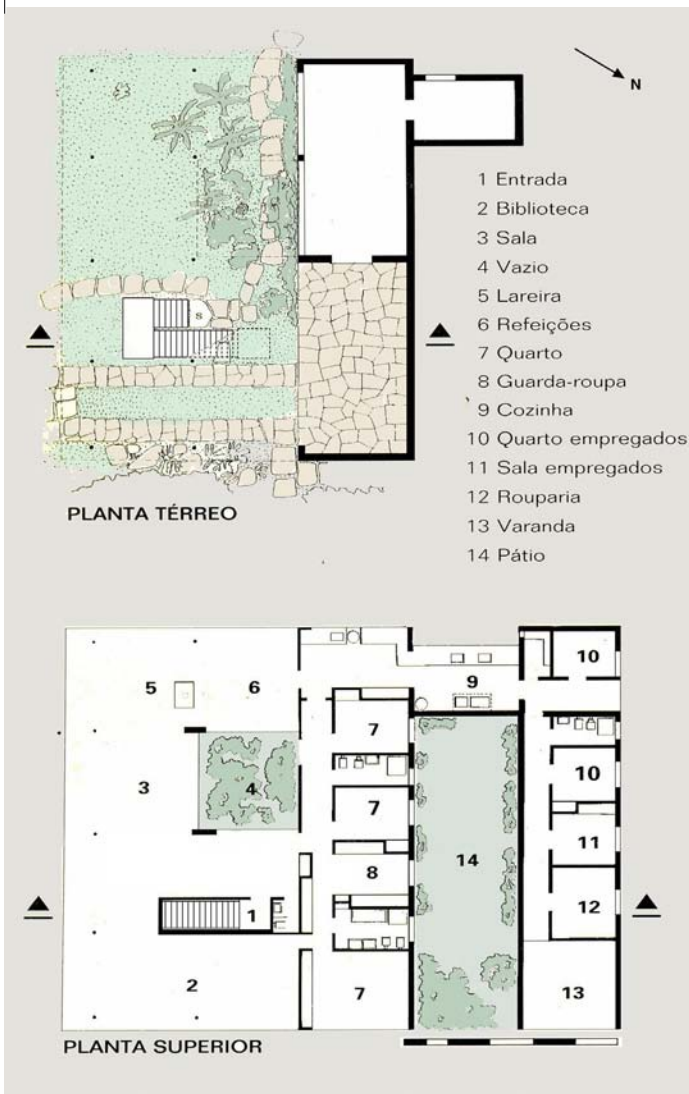 N
1 Entrada
2 Biblioteca
3 Sala
4 Vazio
5 Lareira
6 Refeições
7 Quarto
8 Guarda-roupa
9 Cozinha
10 Quarto empregados
11 Sala empregados
12 Rouparia
13 Varanda
14 Pátio
S
PLANTA TÉRREO
10
9
5
6
7
10
3
4
7
14
11
8
12
1
2
7
13
PLANTA SUPERIOR